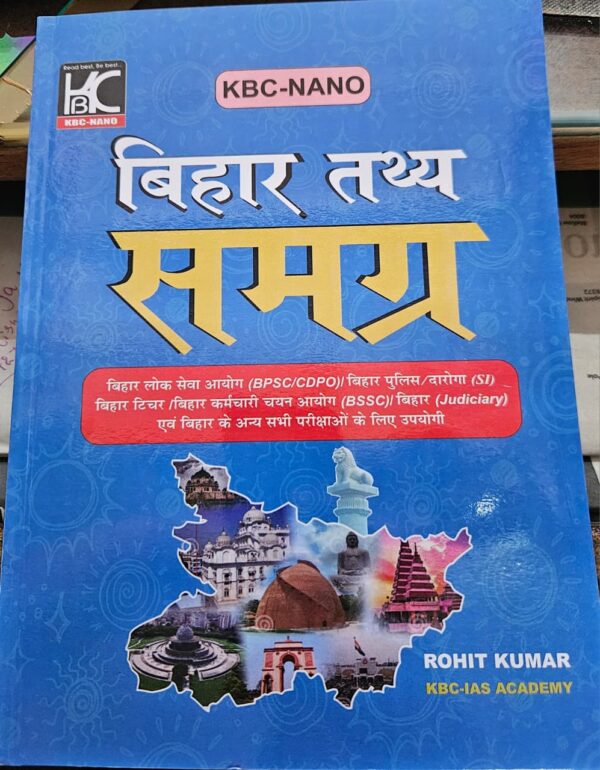 Read best, Be best...
KBC
KBC-NANO
KBC-NANO
बिहार तथ्य
समग्र
बिहार लोक सेवा आयोग (BPSC/CDPO)/ बिहार पुलिस/दारोगा (SI)
बिहार टिचर /बिहार कर्मचारी चयन आयोग (BSSC)/ बिहार (Judiciary)
एवं बिहार के अन्य सभी परीक्षाओं के लिए उपयोगी
ROHIT KUMAR
KBC-IAS ACADEMY